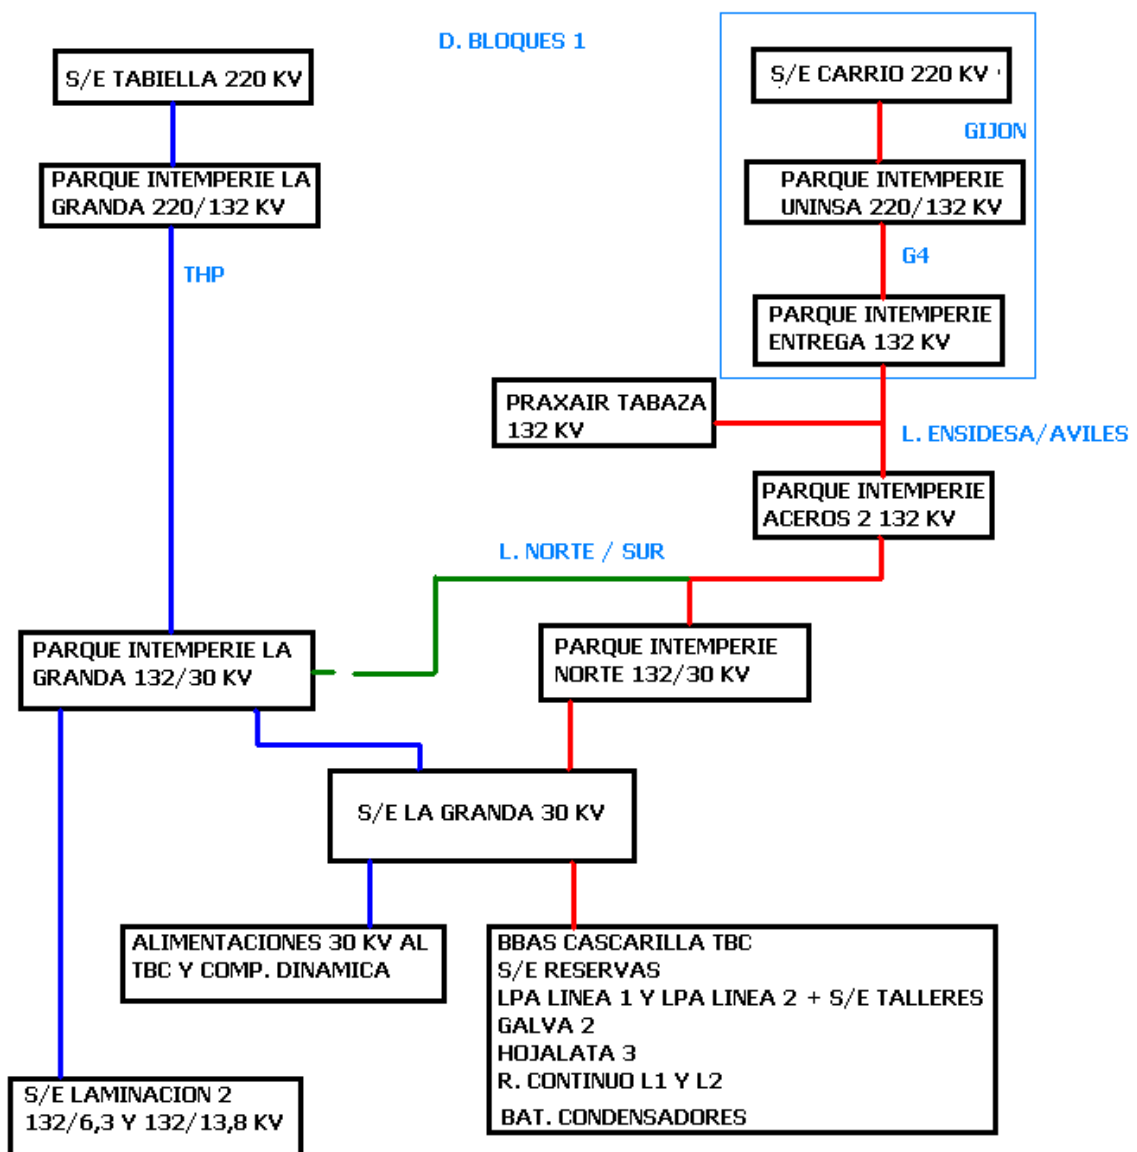 D. BLOQUES 1
S/E TABIELLA 220 KV
S/E CARRIO 220 KV
GIJON
PARQUE INTEMPERIE LA
GRANDA 220/132 KV
PARQUE INTEMPERIE
UNINSA 220/132 KV
THP
G4
PARQUE INTEMPERIE
ENTREGA 132 KV
PRAXAIR TABAZA
132 KV
L. ENSIDESA/AVILES
PARQUE INTEMPERIE
ACEROS 2 132 KV
L. NORTE / SUR
PARQUE INTEMPERIE LA
GRANDA 132/30 KV
PARQUE INTEMPERIE
NORTE 132/30 KV
S/E LA GRANDA 30 KV
ALIMENTACIONES 30 KV AL
TBC Y COMP. DINAMICA
BBAS CASCARILLA TBC
S/E RESERVAS
LPA LINEA 1 Y LPA LINEA 2 + S/E TALLERES
GALVA 2
HOJALATA 3
R. CONTINUO L1 Y L2
BAT. CONDENSADORES
S/E LAMINACION 2
132/6,3 Y 132/13,8 KV